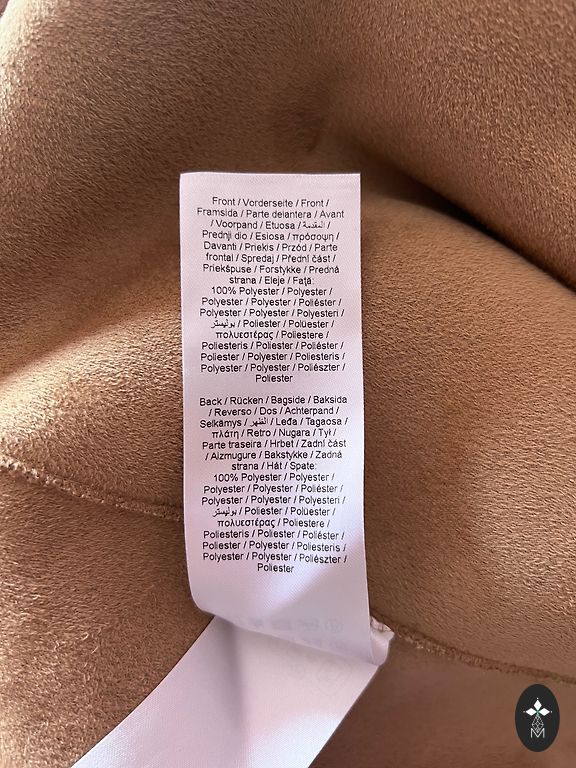 Front / Vorderseite / Front /
Framsida / Parte delantera / Avant
/ Voorpand / Etuosa / المقدمة /
Prednji dio / Esiosa / πρόσοψη /
Davanti / Priekis / Przód / Parte
frontal / Spredaj / Přední část /
Priekšpuse / Forstykke / Predná
strana / Eleje / Faţă:
100% Polyester / Polyester /
Polyester / Polyester / Poliéster /
Polyester / Polyester / Polyesteri /
بوليستر / Poliester / Polüester /
πολυεστέρας / Poliestere /
Poliesteris / Poliester / Poliéster /
Poliester / Polyester / Poliesteris /
Polyester / Polyester / Poliészter /
Poliester
Back / Rücken / Bagside / Baksida
/ Reverso / Dos / Achterpand /
Selkämys / الظهر / Leđa / Tagaosa /
πλάτη / Retro / Nugara / Tył /
Parte traseira / Hrbet / Zadní část
/ Aizmugure / Bakstykke / Zadná
strana / Hát / Spate:
100% Polyester / Polyester /
Polyester / Polyester / Poliéster /
Polyester / Polyester / Polyesteri /
بوليستر / Poliester / Polüester /
πολυεστέρας / Poliestere /
Poliesteris / Poliester / Poliéster /
Poliester / Polyester / Poliesteris /
Polyester / Polyester / Poliészter /
Poliester
M